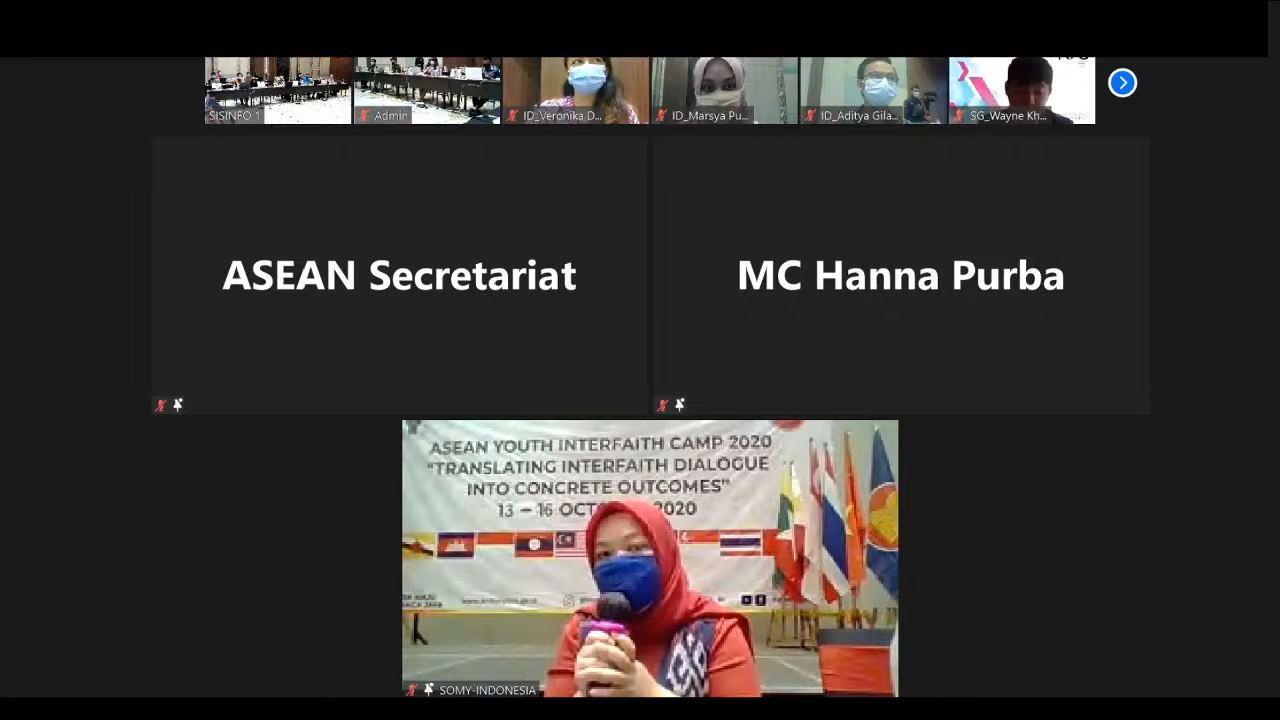 SISINFO 1
Admin
ID_Veronika D...
ID_Marsya Pu...
ID_Aditya Gila...
SG_Wayne Kh...
ASEAN Secretariat
MC Hanna Purba
ASEAN YOUTH INTERFAITH CAMP 2020
"TRANSLATING INTERFAITH DIALOGUE
INTO CONCRETE OUTCOMES"
13 – 16 OCT 2020
SOMY-INDONESIA